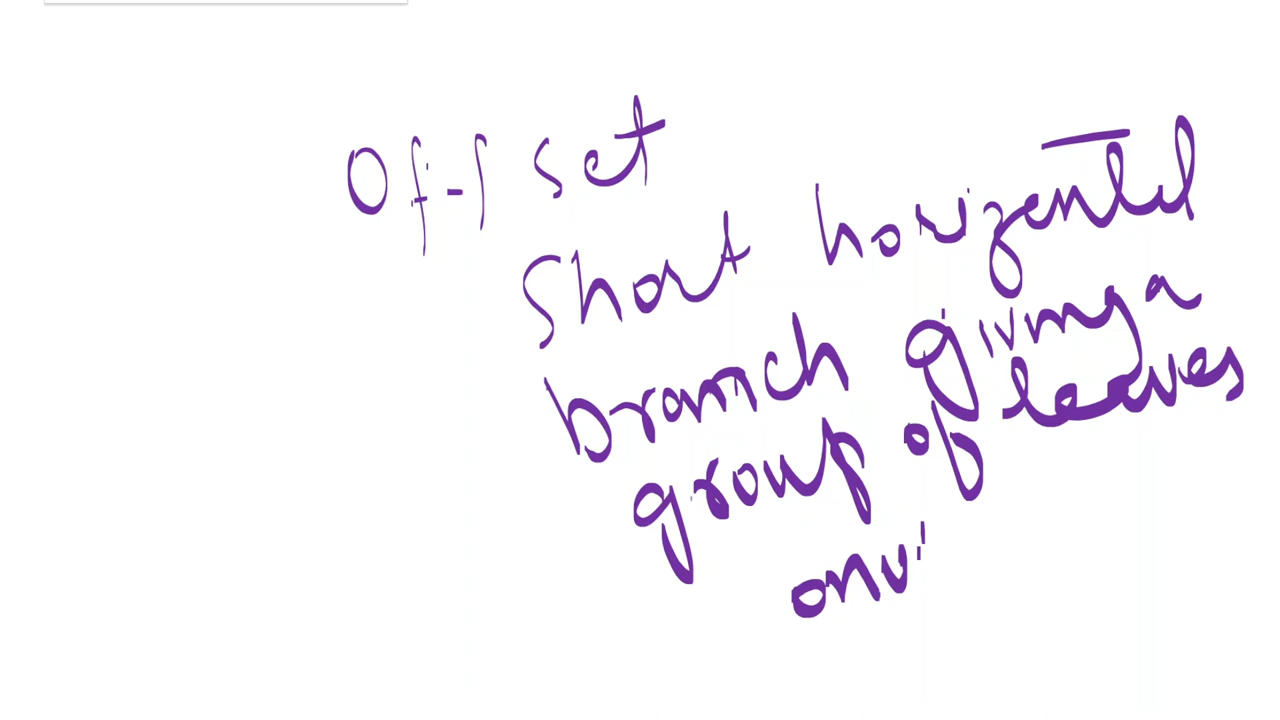 Off set
Short horizontal
branch giving a
group of leaves